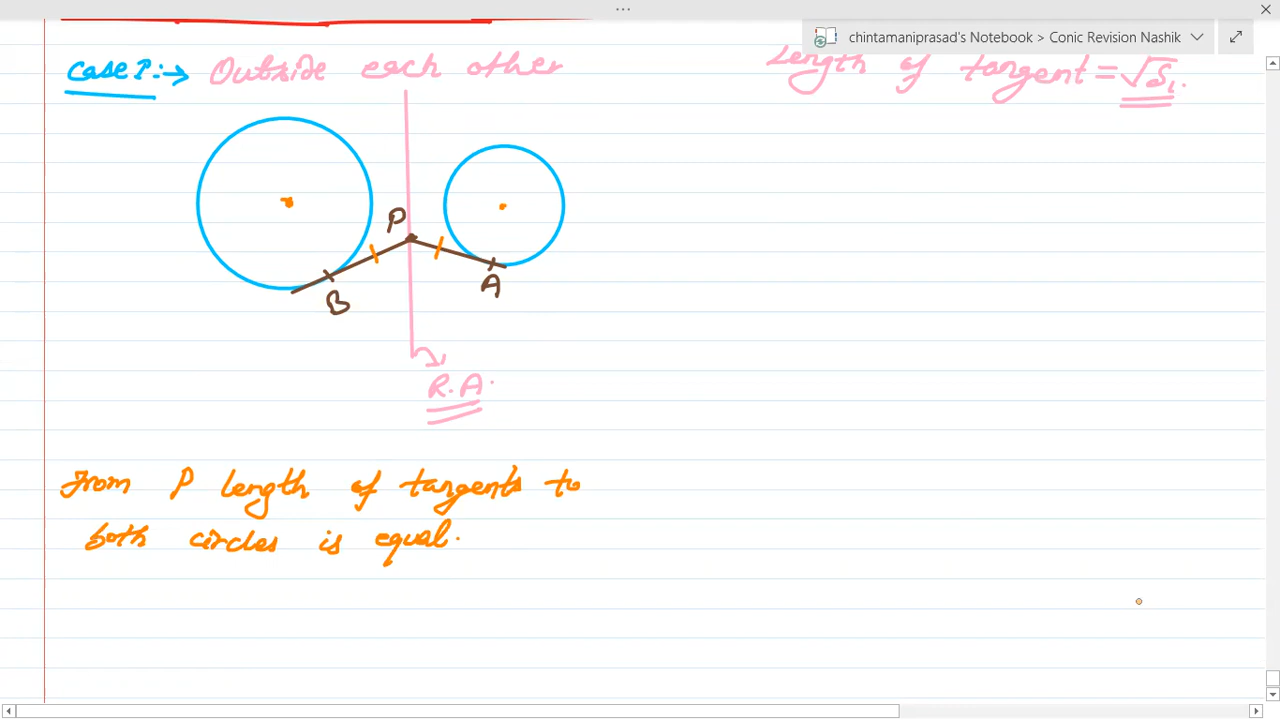 chintamaniprasad's Notebook > Conic Revision Nashik
Case I:→ Outside each other
Length of tangent = √S₁.
P
B
A
R.A.
From P length of tangents to
both circles is equal.